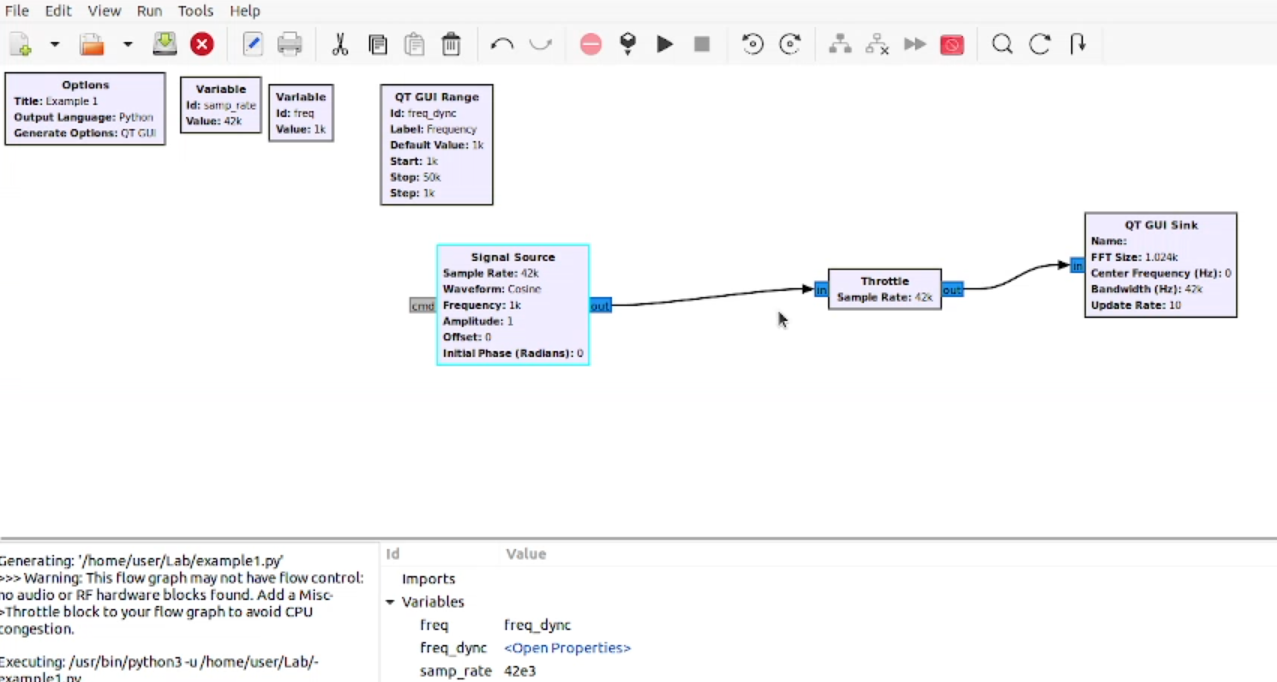 File Edit View Run Tools Help
Options
Title: Example 1
Output Language: Python
Generate Options: QT GUI
Variable
Id: samp_rate
Value: 42k
Variable
Id: freq
Value: 1k
QT GUI Range
Id: freq_dync
Label: Frequency
Default Value: 1k
Start: 1k
Stop: 50k
Step: 1k
Signal Source
Sample Rate: 42k
Waveform: Cosine
Frequency: 1k
Amplitude: 1
Offset: 0
Initial Phase (Radians): 0
cmd
out
in
Throttle
Sample Rate: 42k
out
in
QT GUI Sink
Name:
FFT Size: 1.024k
Center Frequency (Hz): 0
Bandwidth (Hz): 42k
Update Rate: 10
Generating: '/home/user/Lab/example1.py'
>>> Warning: This flow graph may not have flow control:
no audio or RF hardware blocks found. Add a Misc-
>Throttle block to your flow graph to avoid CPU
congestion.
Executing: /usr/bin/python3 -u /home/user/Lab/-
example1.py
Id Value
Imports
Variables
freq freq_dync
freq_dync <Open Properties>
samp_rate 42e3